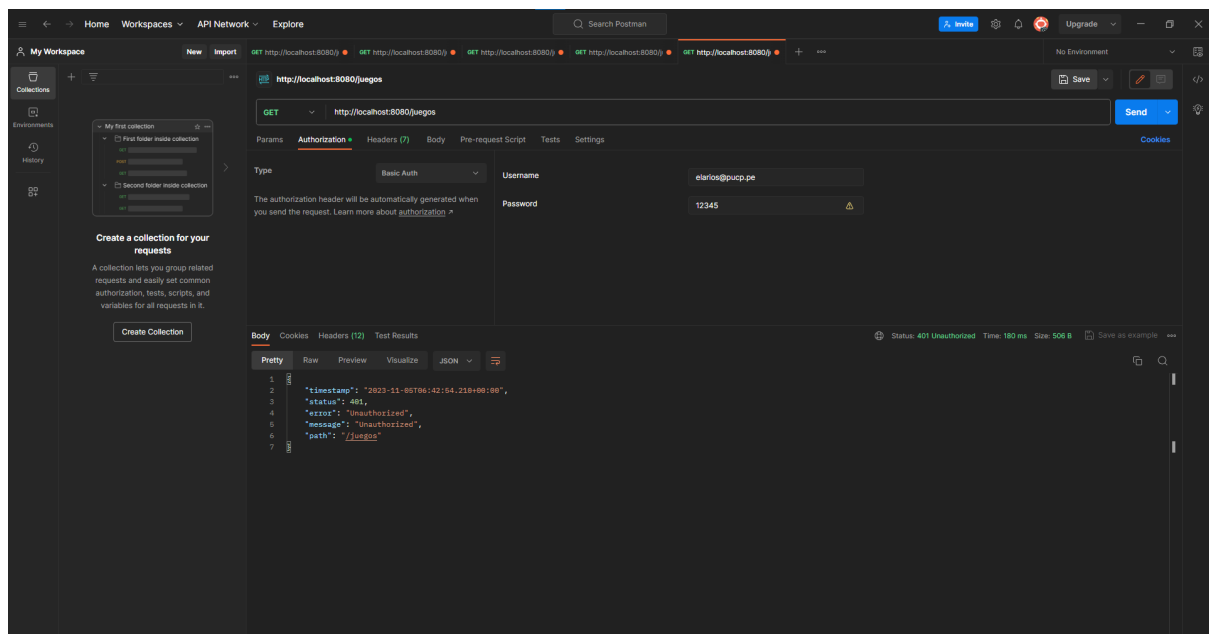 Home Workspaces API Network Explore Search Postman Invite Upgrade
My Workspace New Import GET http://localhost:8080/j GET http://localhost:8080/j GET http://localhost:8080/j GET http://localhost:8080/j GET http://localhost:8080/j No Environment
Collections
Environments
History
My first collection
First folder inside collection
GET
POST
GET
Second folder inside collection
GET
GET
Create a collection for your
requests
A collection lets you group related
requests and easily set common
authorization, tests, scripts, and
variables for all requests in it.
Create Collection
http://localhost:8080/juegos Save
GET http://localhost:8080/juegos Send
Params Authorization Headers (7) Body Pre-request Script Tests Settings Cookies
Type Basic Auth
The authorization header will be automatically generated when
you send the request. Learn more about authorization ↗
Username elarios@pucp.pe
Password 12345
Body Cookies Headers (12) Test Results Status: 401 Unauthorized Time: 180 ms Size: 506 B Save as example
Pretty Raw Preview Visualize JSON
1 {
2 "timestamp": "2023-11-05T06:42:54.210+00:00",
3 "status": 401,
4 "error": "Unauthorized",
5 "message": "Unauthorized",
6 "path": "/juegos"
7 }